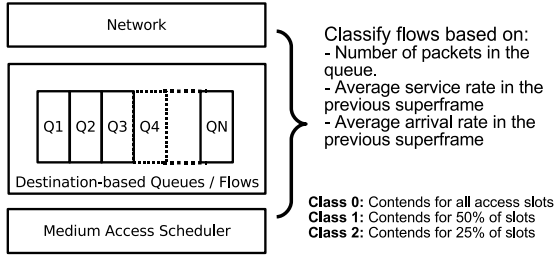 Network
Q1 Q2 Q3 Q4 QN
Destination-based Queues / Flows
Medium Access Scheduler
Classify flows based on:
- Number of packets in the
queue.
- Average service rate in the
previous superframe
- Average arrival rate in the
previous superframe
Class 0: Contends for all access slots
Class 1: Contends for 50% of slots
Class 2: Contends for 25% of slots